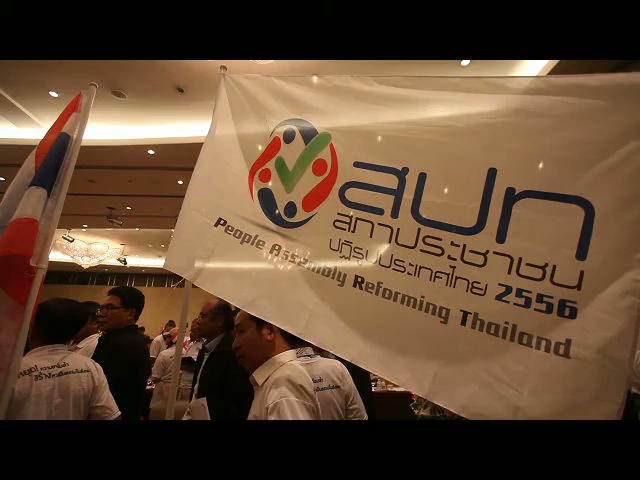 สปท
สภาประชาชน
ปฏิรูปประเทศไทย 2556
People Assembly Reforming Thailand